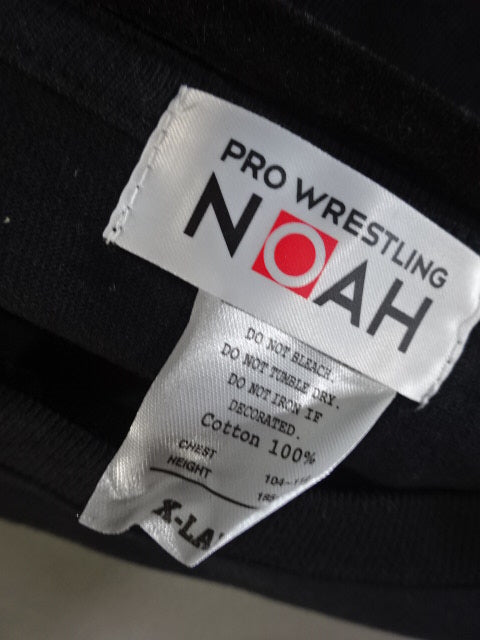 PRO WRESTLING
NOAH
DO NOT BLEACH.
DO NOT TUMBLE DRY.
DO NOT IRON IF
DECORATED.
Cotton 100%
CHEST
HEIGHT